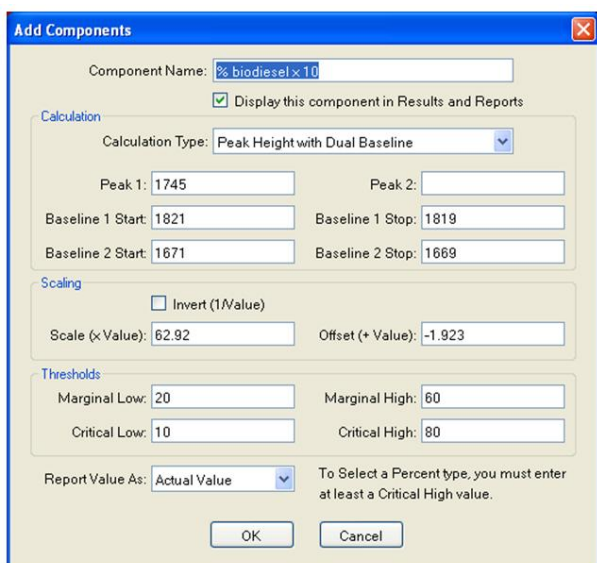 Add Components
Component Name: % biodiesel x 10
Display this component in Results and Reports
Calculation
Calculation Type: Peak Height with Dual Baseline
Peak 1: 1745 Peak 2:
Baseline 1 Start: 1821 Baseline 1 Stop: 1819
Baseline 2 Start: 1671 Baseline 2 Stop: 1669
Scaling
Invert (1/Value)
Scale (x Value): 62.92 Offset (+ Value): -1.923
Thresholds
Marginal Low: 20 Marginal High: 60
Critical Low: 10 Critical High: 80
Report Value As: Actual Value To Select a Percent type, you must enter
at least a Critical High value.
OK Cancel